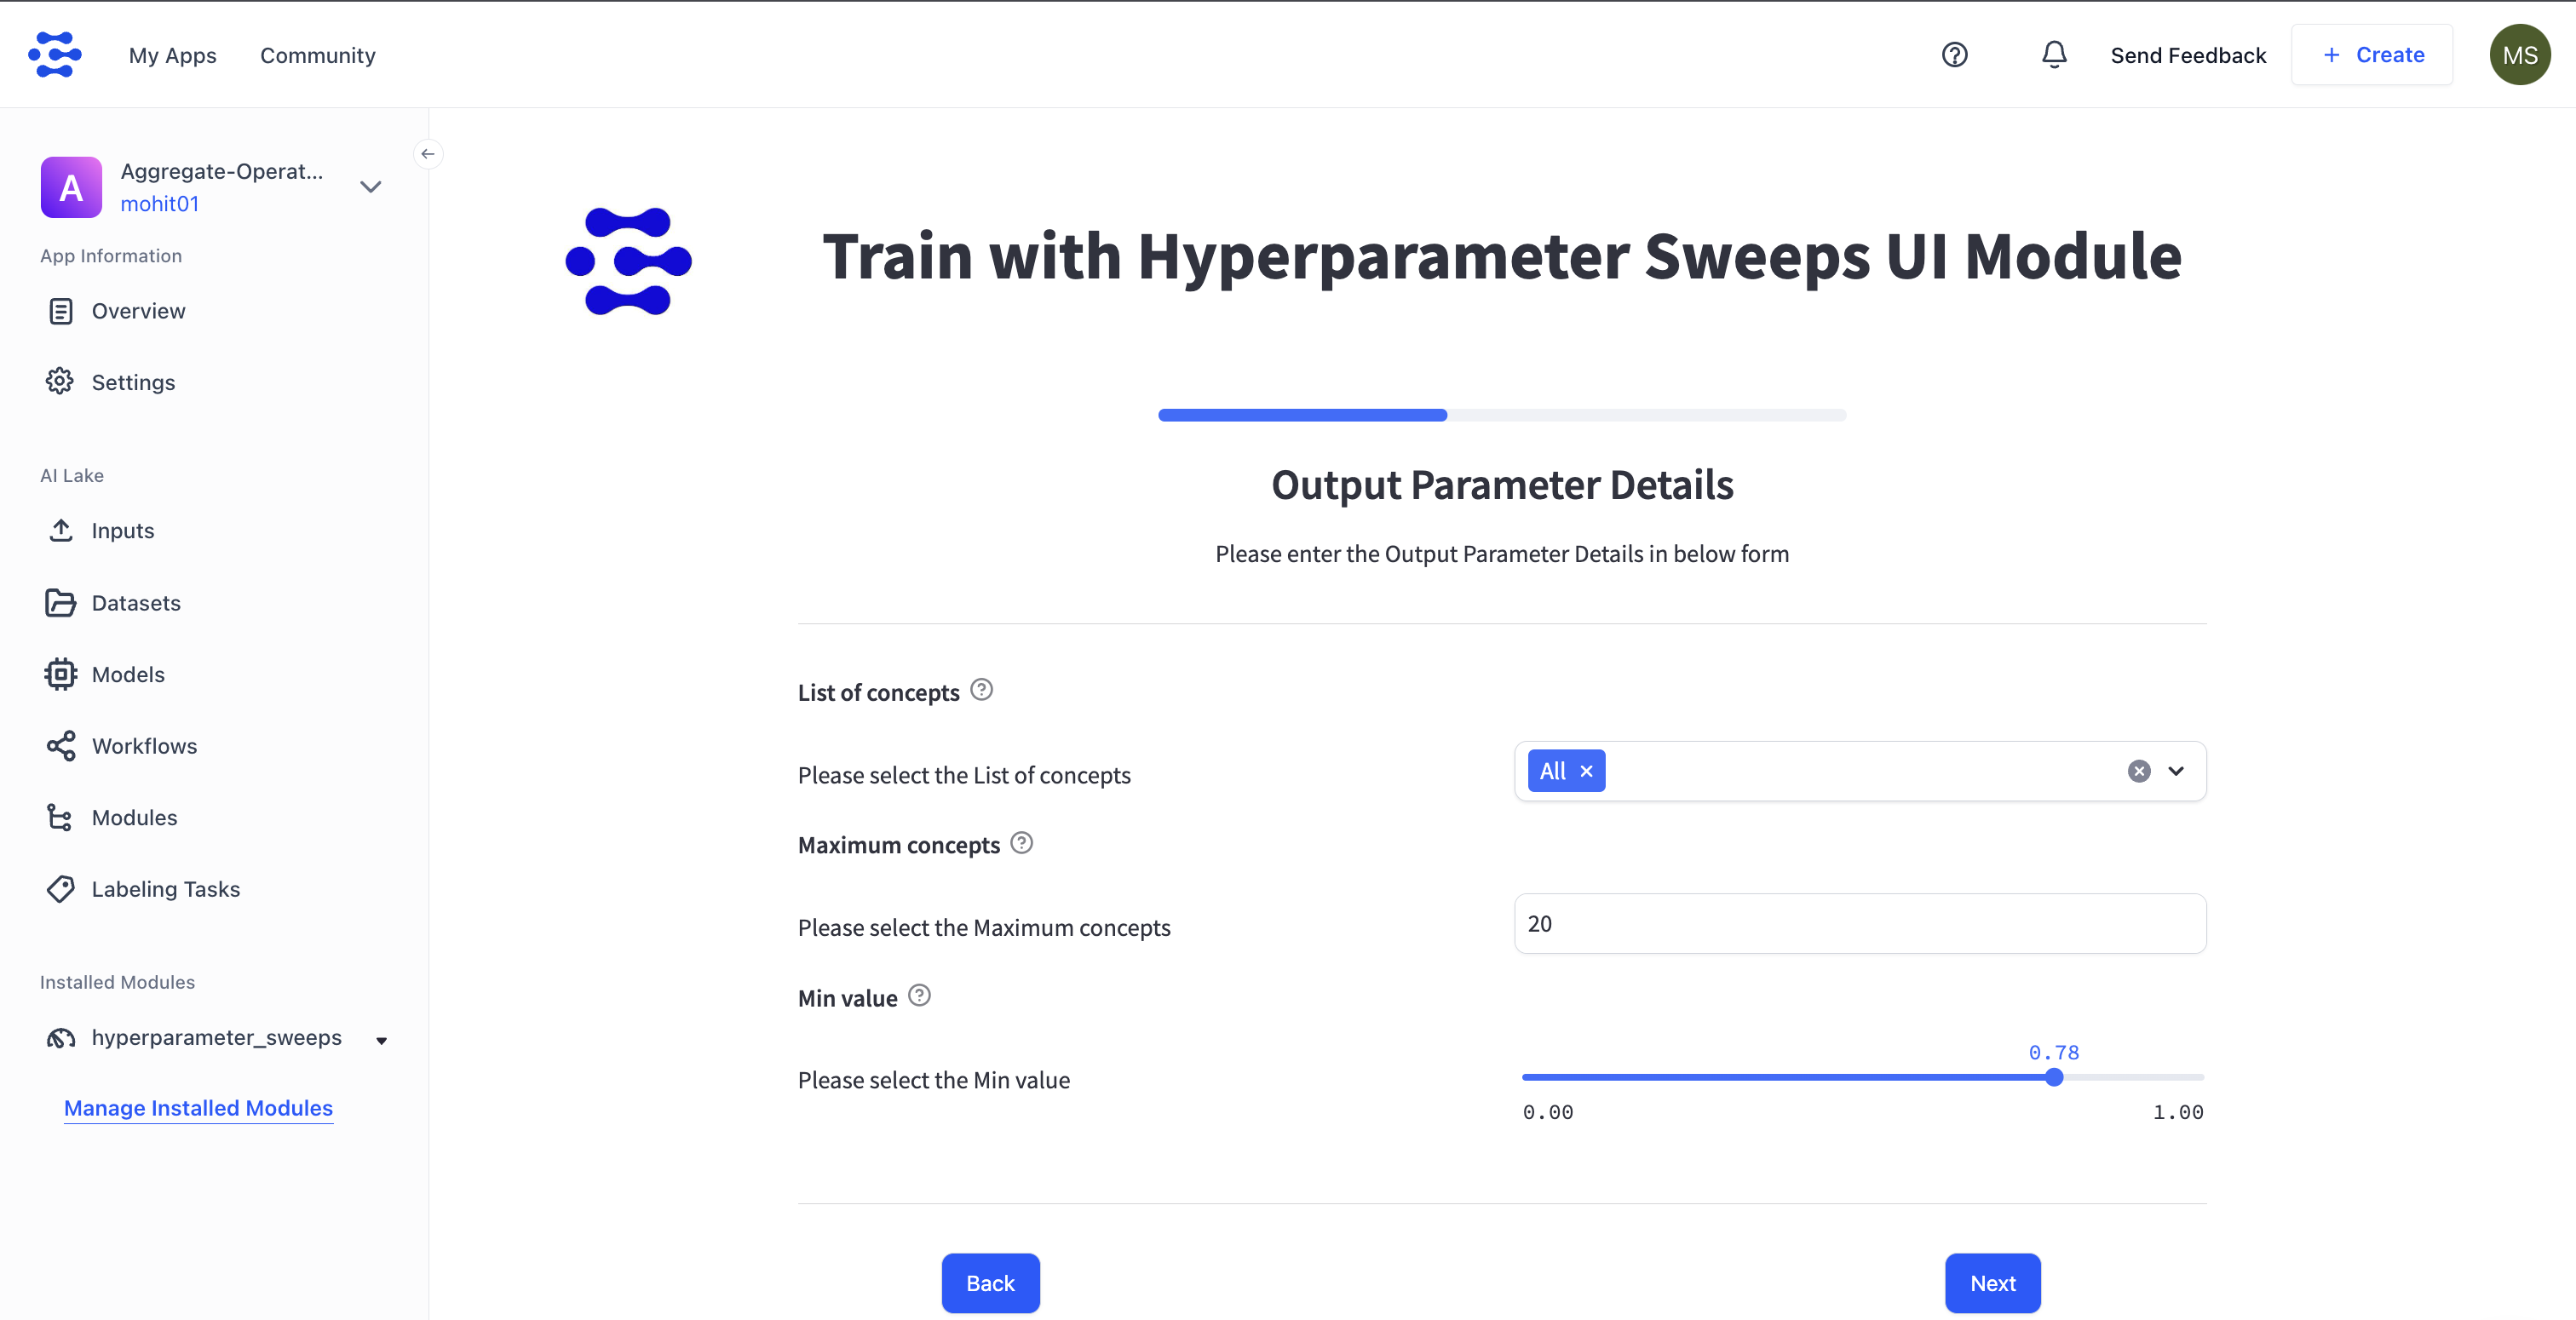 My Apps
Community
Send Feedback
+ Create
MS
A
Aggregate-Operat...
mohit01
App Information
Overview
Settings
AI Lake
Inputs
Datasets
Models
Workflows
Modules
Labeling Tasks
Installed Modules
hyperparameter_sweeps
Manage Installed Modules
Train with Hyperparameter Sweeps UI Module
Output Parameter Details
Please enter the Output Parameter Details in below form
List of concepts
Please select the List of concepts
All
Maximum concepts
Please select the Maximum concepts
20
Min value
Please select the Min value
0.78
0.00
1.00
Back
Next